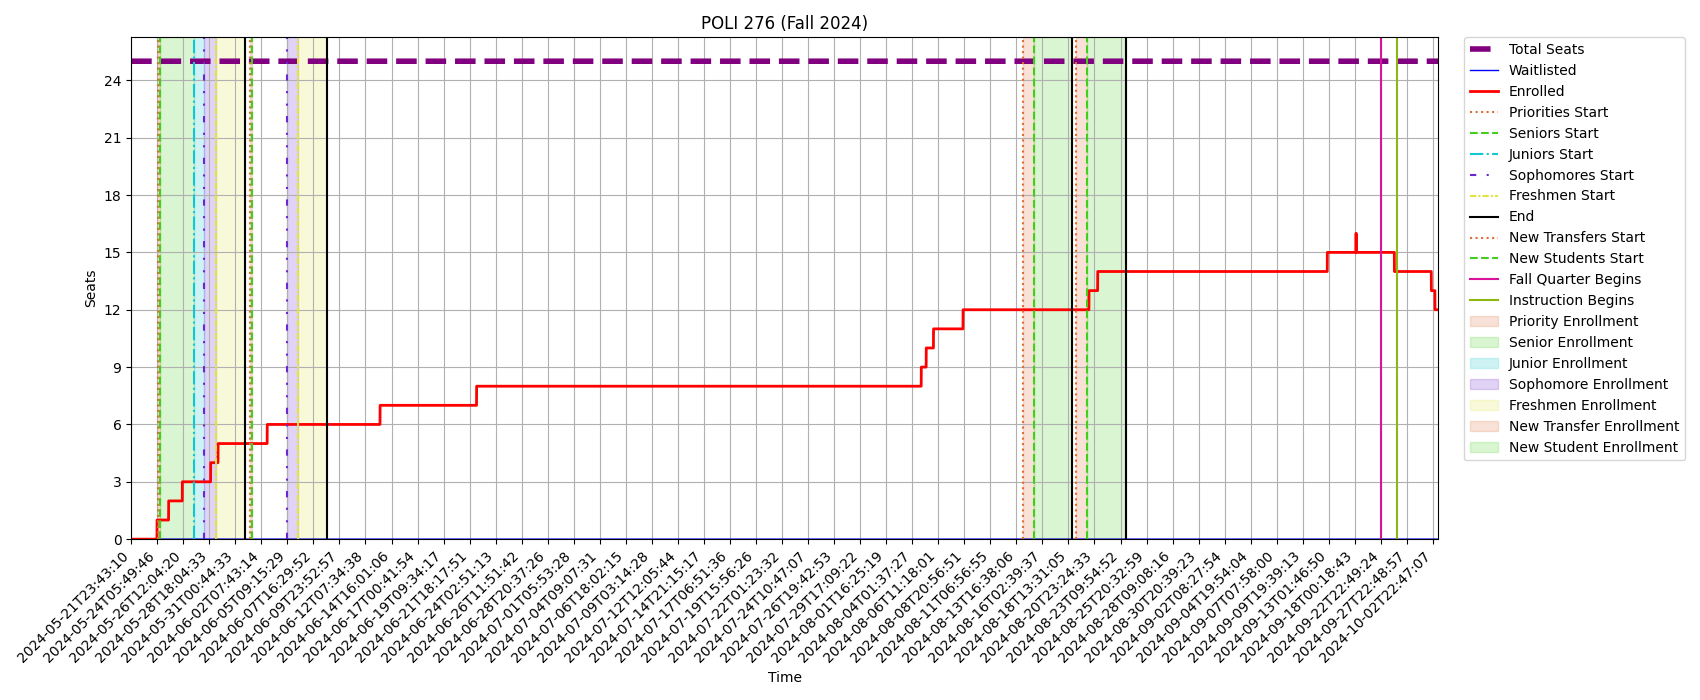 POLI 276 (Fall 2024)
Seats
24
21
18
15
12
9
6
3
0
2024-05-21T23:43:10
2024-05-24T05:49:46
2024-05-26T12:04:20
2024-05-28T18:04:33
2024-05-31T00:44:33
2024-06-02T07:43:14
2024-06-05T09:15:29
2024-06-07T16:29:52
2024-06-09T23:52:57
2024-06-12T07:34:38
2024-06-14T16:01:06
2024-06-17T00:41:54
2024-06-19T09:34:17
2024-06-21T18:17:51
2024-06-24T02:51:13
2024-06-26T11:51:42
2024-06-28T20:37:26
2024-07-01T05:53:28
2024-07-04T09:07:31
2024-07-06T18:02:15
2024-07-09T03:14:28
2024-07-12T12:05:44
2024-07-14T21:15:17
2024-07-17T06:51:36
2024-07-19T15:56:26
2024-07-22T01:23:32
2024-07-24T10:47:07
2024-07-26T19:42:53
2024-07-29T17:09:22
2024-08-01T16:25:19
2024-08-04T01:37:27
2024-08-06T11:18:01
2024-08-08T20:56:51
2024-08-11T06:56:55
2024-08-13T16:38:06
2024-08-16T02:39:37
2024-08-18T13:31:05
2024-08-20T23:24:33
2024-08-23T09:54:52
2024-08-25T20:32:59
2024-08-30T09:08:16
2024-09-02T08:27:54
2024-09-04T19:54:04
2024-09-07T07:58:00
2024-09-09T19:39:13
2024-09-13T01:46:50
2024-09-18T00:18:43
2024-09-22T22:49:24
2024-09-27T22:48:57
2024-10-02T22:47:07
Time
Total Seats
Waitlisted
Enrolled
Priorities Start
Seniors Start
Juniors Start
Sophomores Start
Freshmen Start
End
New Transfers Start
New Students Start
Fall Quarter Begins
Instruction Begins
Priority Enrollment
Senior Enrollment
Junior Enrollment
Sophomore Enrollment
Freshmen Enrollment
New Transfer Enrollment
New Student Enrollment